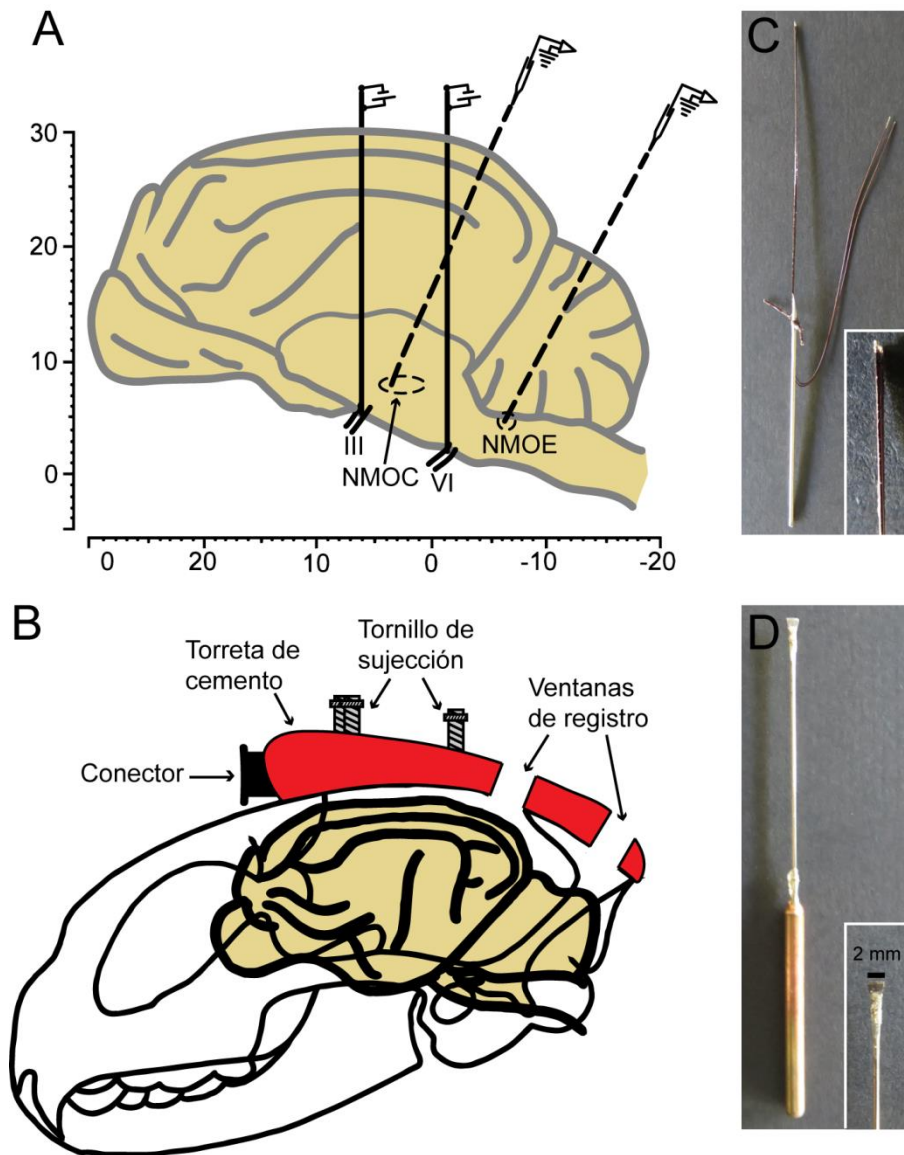 A
30
20
10
0
III
NMOC
VI
NMOE
0 20 10 0 -10 -20
B
Torreta de
cemento
Tornillo de
sujección
Ventanas
de registro
Conector
C
D
2 mm